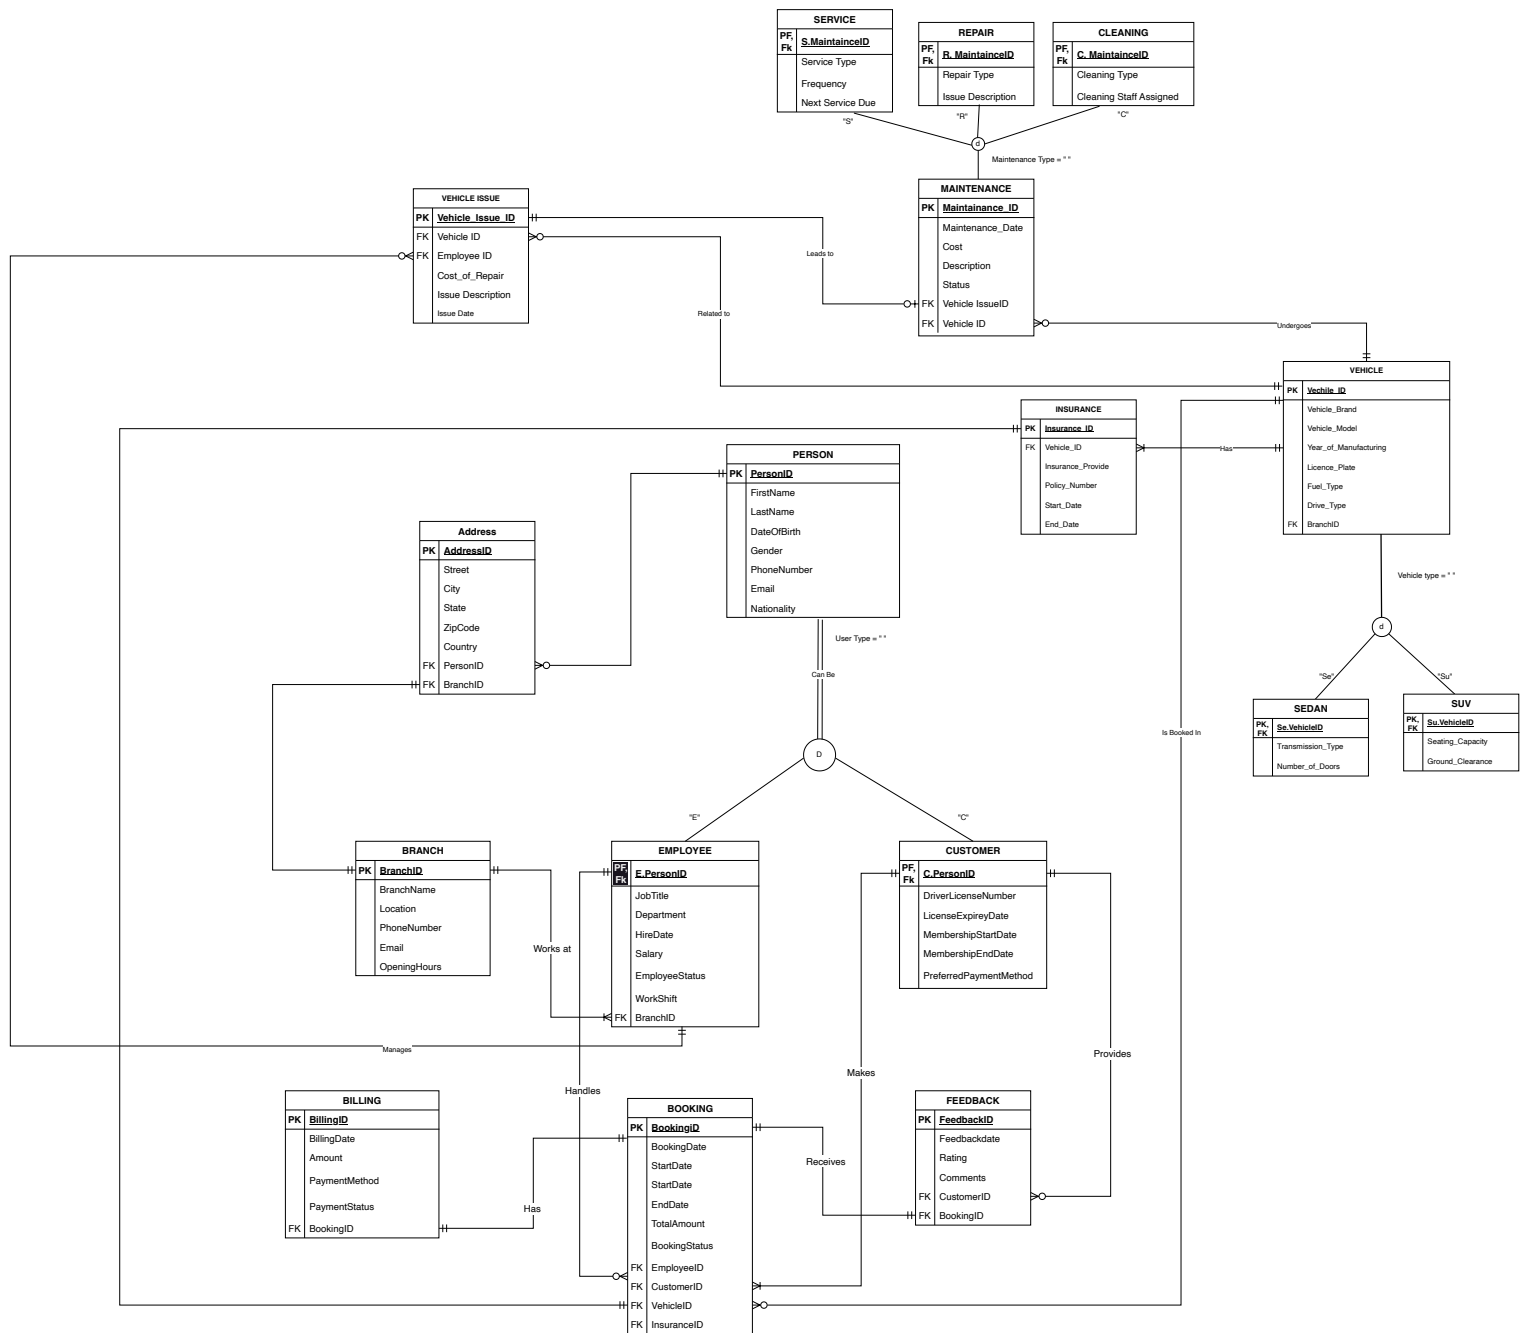 SERVICE
PF, Fk S.MaintainceID
Service Type
Frequency
Next Service Due
REPAIR
PF, Fk R. MaintainceID
Repair Type
Issue Description
CLEANING
PF, Fk C. MaintainceID
Cleaning Type
Cleaning Staff Assigned
"S"
"R"
"C"
d
Maintenance Type = " "
MAINTENANCE
PK Maintainance_ID
Maintenance_Date
Cost
Description
Status
FK Vehicle IssueID
FK Vehicle ID
VEHICLE ISSUE
PK Vehicle_Issue_ID
FK Vehicle ID
FK Employee ID
Cost_of_Repair
Issue Description
Issue Date
Leads to
Related to
Undergoes
VEHICLE
PK Vechile_ID
Vehicle_Brand
Vehicle_Model
Year_of_Manufacturing
Licence_Plate
Fuel_Type
Drive_Type
FK BranchID
INSURANCE
PK Insurance_ID
FK Vehicle_ID
Insurance_Provide
Policy_Number
Start_Date
End_Date
Has
PERSON
PK PersonID
FirstName
LastName
DateOfBirth
Gender
PhoneNumber
Email
Nationality
Address
PK AddressID
Street
City
State
ZipCode
Country
FK PersonID
FK BranchID
User Type = " "
Can Be
D
"E"
"C"
Vehicle type = " "
d
"Se"
"Su"
SEDAN
PK, FK Se.VehicleID
Transmission_Type
Number_of_Doors
SUV
PK, FK Su.VehicleID
Seating_Capacity
Ground_Clearance
Is Booked In
BRANCH
PK BranchID
BranchName
Location
PhoneNumber
Email
OpeningHours
Works at
EMPLOYEE
PF, Fk E.PersonID
JobTitle
Department
HireDate
Salary
EmployeeStatus
WorkShift
FK BranchID
CUSTOMER
PF, Fk C.PersonID
DriverLicenseNumber
LicenseExpireyDate
MembershipStartDate
MembershipEndDate
PreferredPaymentMethod
Manages
Handles
Makes
Provides
BILLING
PK BillingID
BillingDate
Amount
PaymentMethod
PaymentStatus
FK BookingID
Has
BOOKING
PK BookingiD
BookingDate
StartDate
StartDate
EndDate
TotalAmount
BookingStatus
FK EmployeeID
FK CustomerID
FK VehicleID
FK InsuranceID
Receives
FEEDBACK
PK FeedbackID
Feedbackdate
Rating
Comments
FK CustomerID
FK BookingID